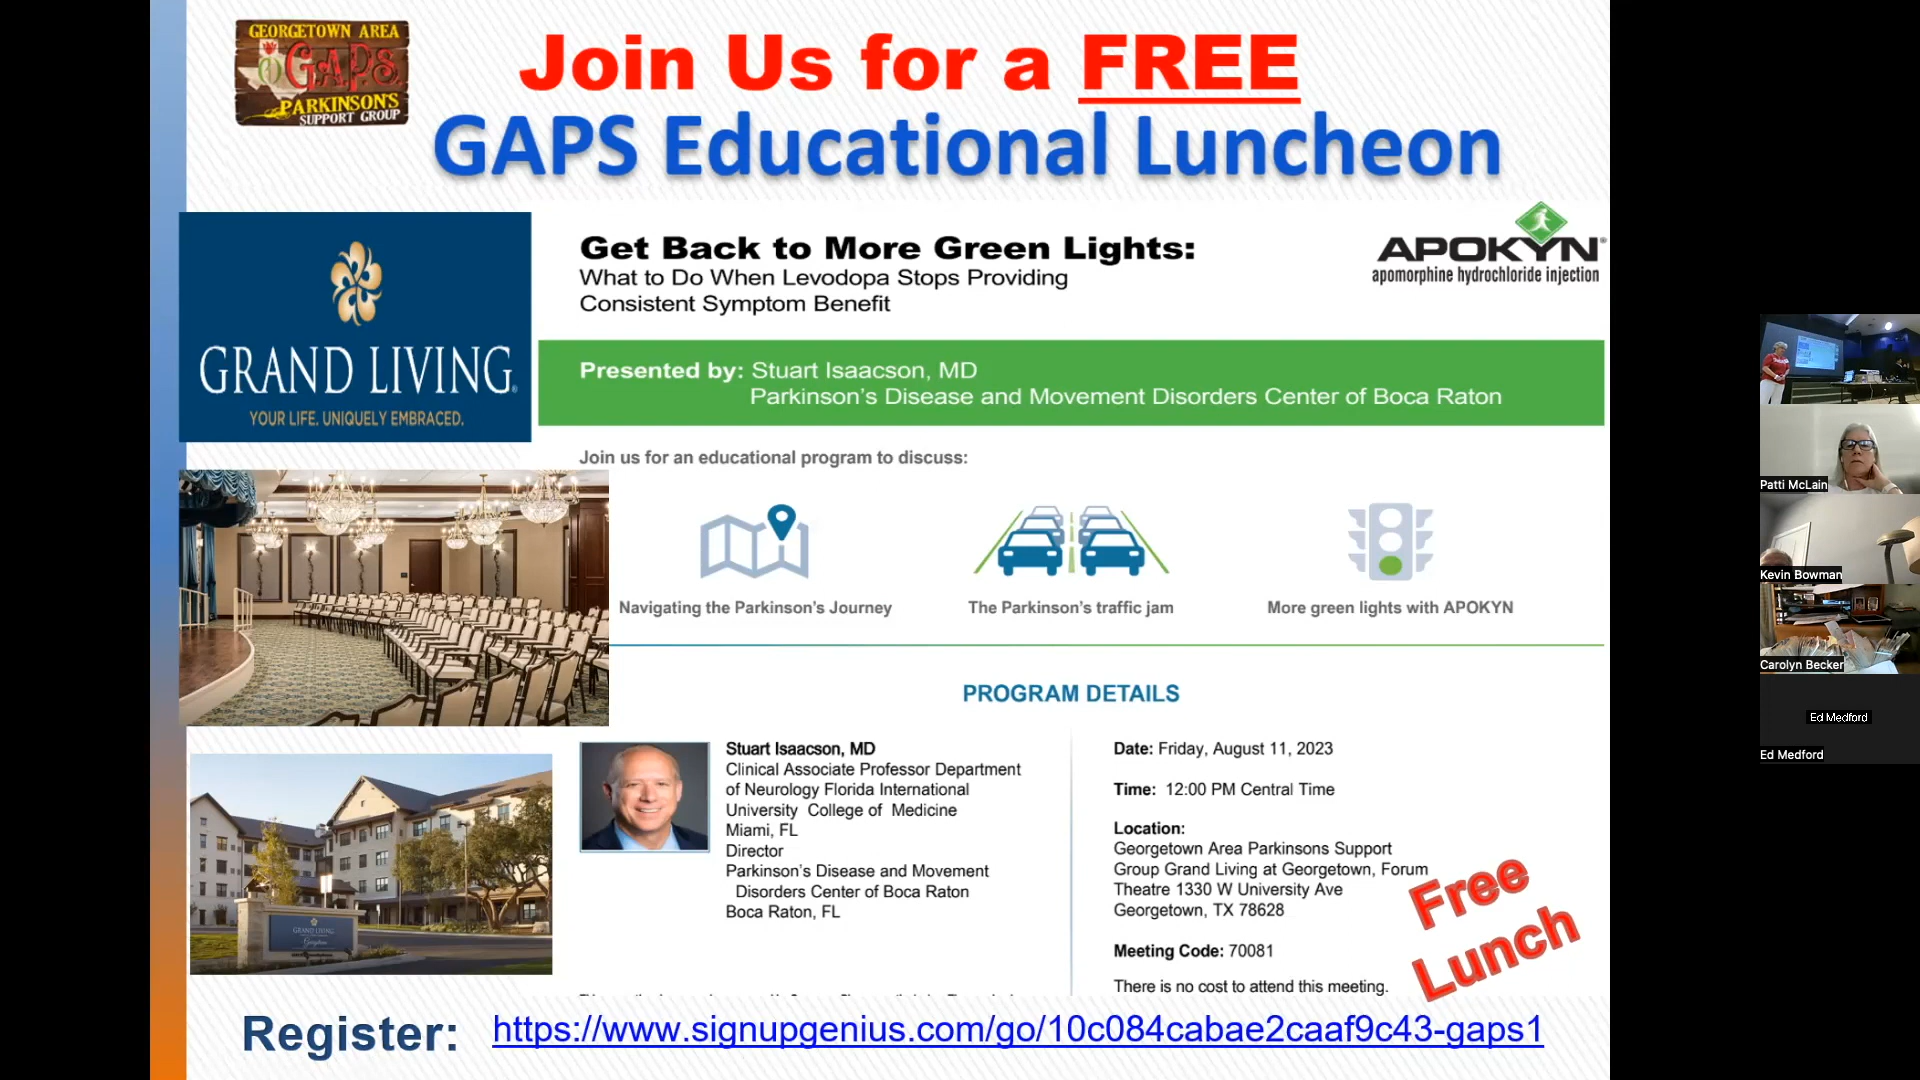 GEORGETOWN AREA
GAPS
PARKINSON'S
SUPPORT GROUP
Join Us for a FREE
GAPS Educational Luncheon
GRAND LIVING®
YOUR LIFE. UNIQUELY EMBRACED.
Get Back to More Green Lights:
What to Do When Levodopa Stops Providing
Consistent Symptom Benefit
APOKYN®
apomorphine hydrochloride injection
Presented by: Stuart Isaacson, MD
Parkinson's Disease and Movement Disorders Center of Boca Raton
Join us for an educational program to discuss:
Navigating the Parkinson's Journey
The Parkinson's traffic jam
More green lights with APOKYN
PROGRAM DETAILS
Stuart Isaacson, MD
Clinical Associate Professor Department
of Neurology Florida International
University College of Medicine
Miami, FL
Director
Parkinson's Disease and Movement
Disorders Center of Boca Raton
Boca Raton, FL
Date: Friday, August 11, 2023
Time: 12:00 PM Central Time
Location:
Georgetown Area Parkinsons Support
Group Grand Living at Georgetown, Forum
Theatre 1330 W University Ave
Georgetown, TX 78628
Meeting Code: 70081
There is no cost to attend this meeting.
Free
Lunch
GRAND LIVING
Register: https://www.signupgenius.com/go/10c084cabae2caaf9c43-gaps1
Patti McLain
Kevin Bowman
Carolyn Becker
Ed Medford
Ed Medford